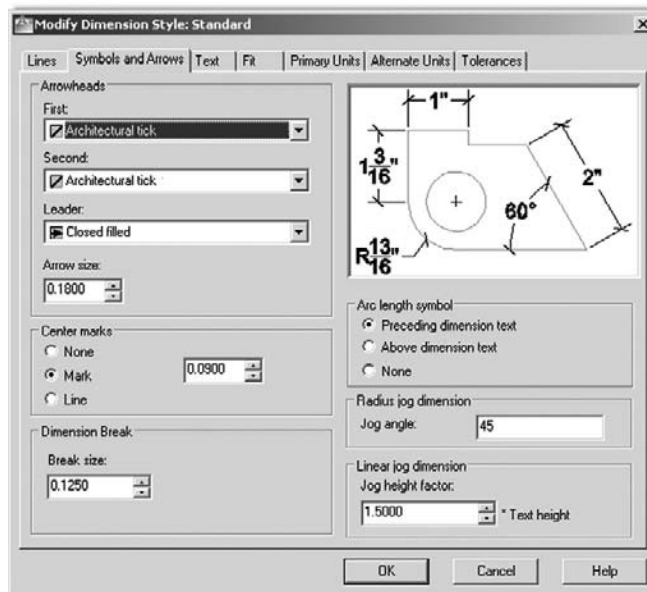 Modify Dimension Style: Standard
Lines
Symbols and Arrows
Text
Fit
Primary Units
Alternate Units
Tolerances
Arrowheads
First:
Architectural tick
Second:
Architectural tick
Leader:
Closed filled
Arrow size:
0.1800
Center marks
None
Mark
Line
0.0900
Dimension Break
Break size:
0.1250
1"
1 3/16"
2"
60°
R13/16"
Arc length symbol
Preceding dimension text
Above dimension text
None
Radius jog dimension
Jog angle:
45
Linear jog dimension
Jog height factor:
1.5000
* Text height
OK
Cancel
Help